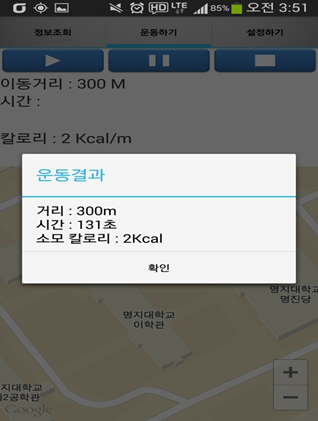 85% 오전 3:51
정보조회 운동하기 설정하기
이동거리 : 300 M
시간 :
칼로리 : 2 Kcal/m
운동결과
거리 : 300m
시간 : 131초
소모 칼로리 : 2Kcal
확인
명지대학교
명진당
명지대학교
이학관
지대학교
2공학관
Google